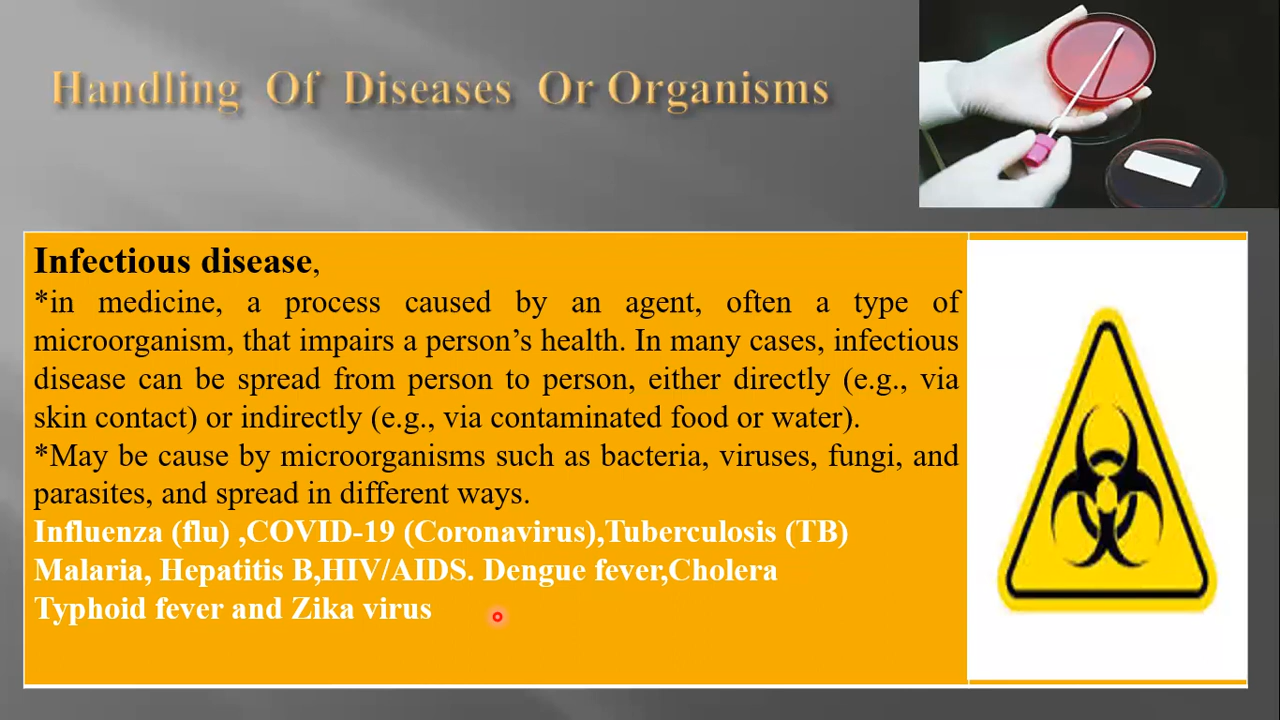 Handling Of Diseases Or Organisms
Infectious disease,
*in medicine, a process caused by an agent, often a type of
microorganism, that impairs a person’s health. In many cases, infectious
disease can be spread from person to person, either directly (e.g., via
skin contact) or indirectly (e.g., via contaminated food or water).
*May be cause by microorganisms such as bacteria, viruses, fungi, and
parasites, and spread in different ways.
Influenza (flu) ,COVID-19 (Coronavirus),Tuberculosis (TB)
Malaria, Hepatitis B,HIV/AIDS. Dengue fever,Cholera
Typhoid fever and Zika virus